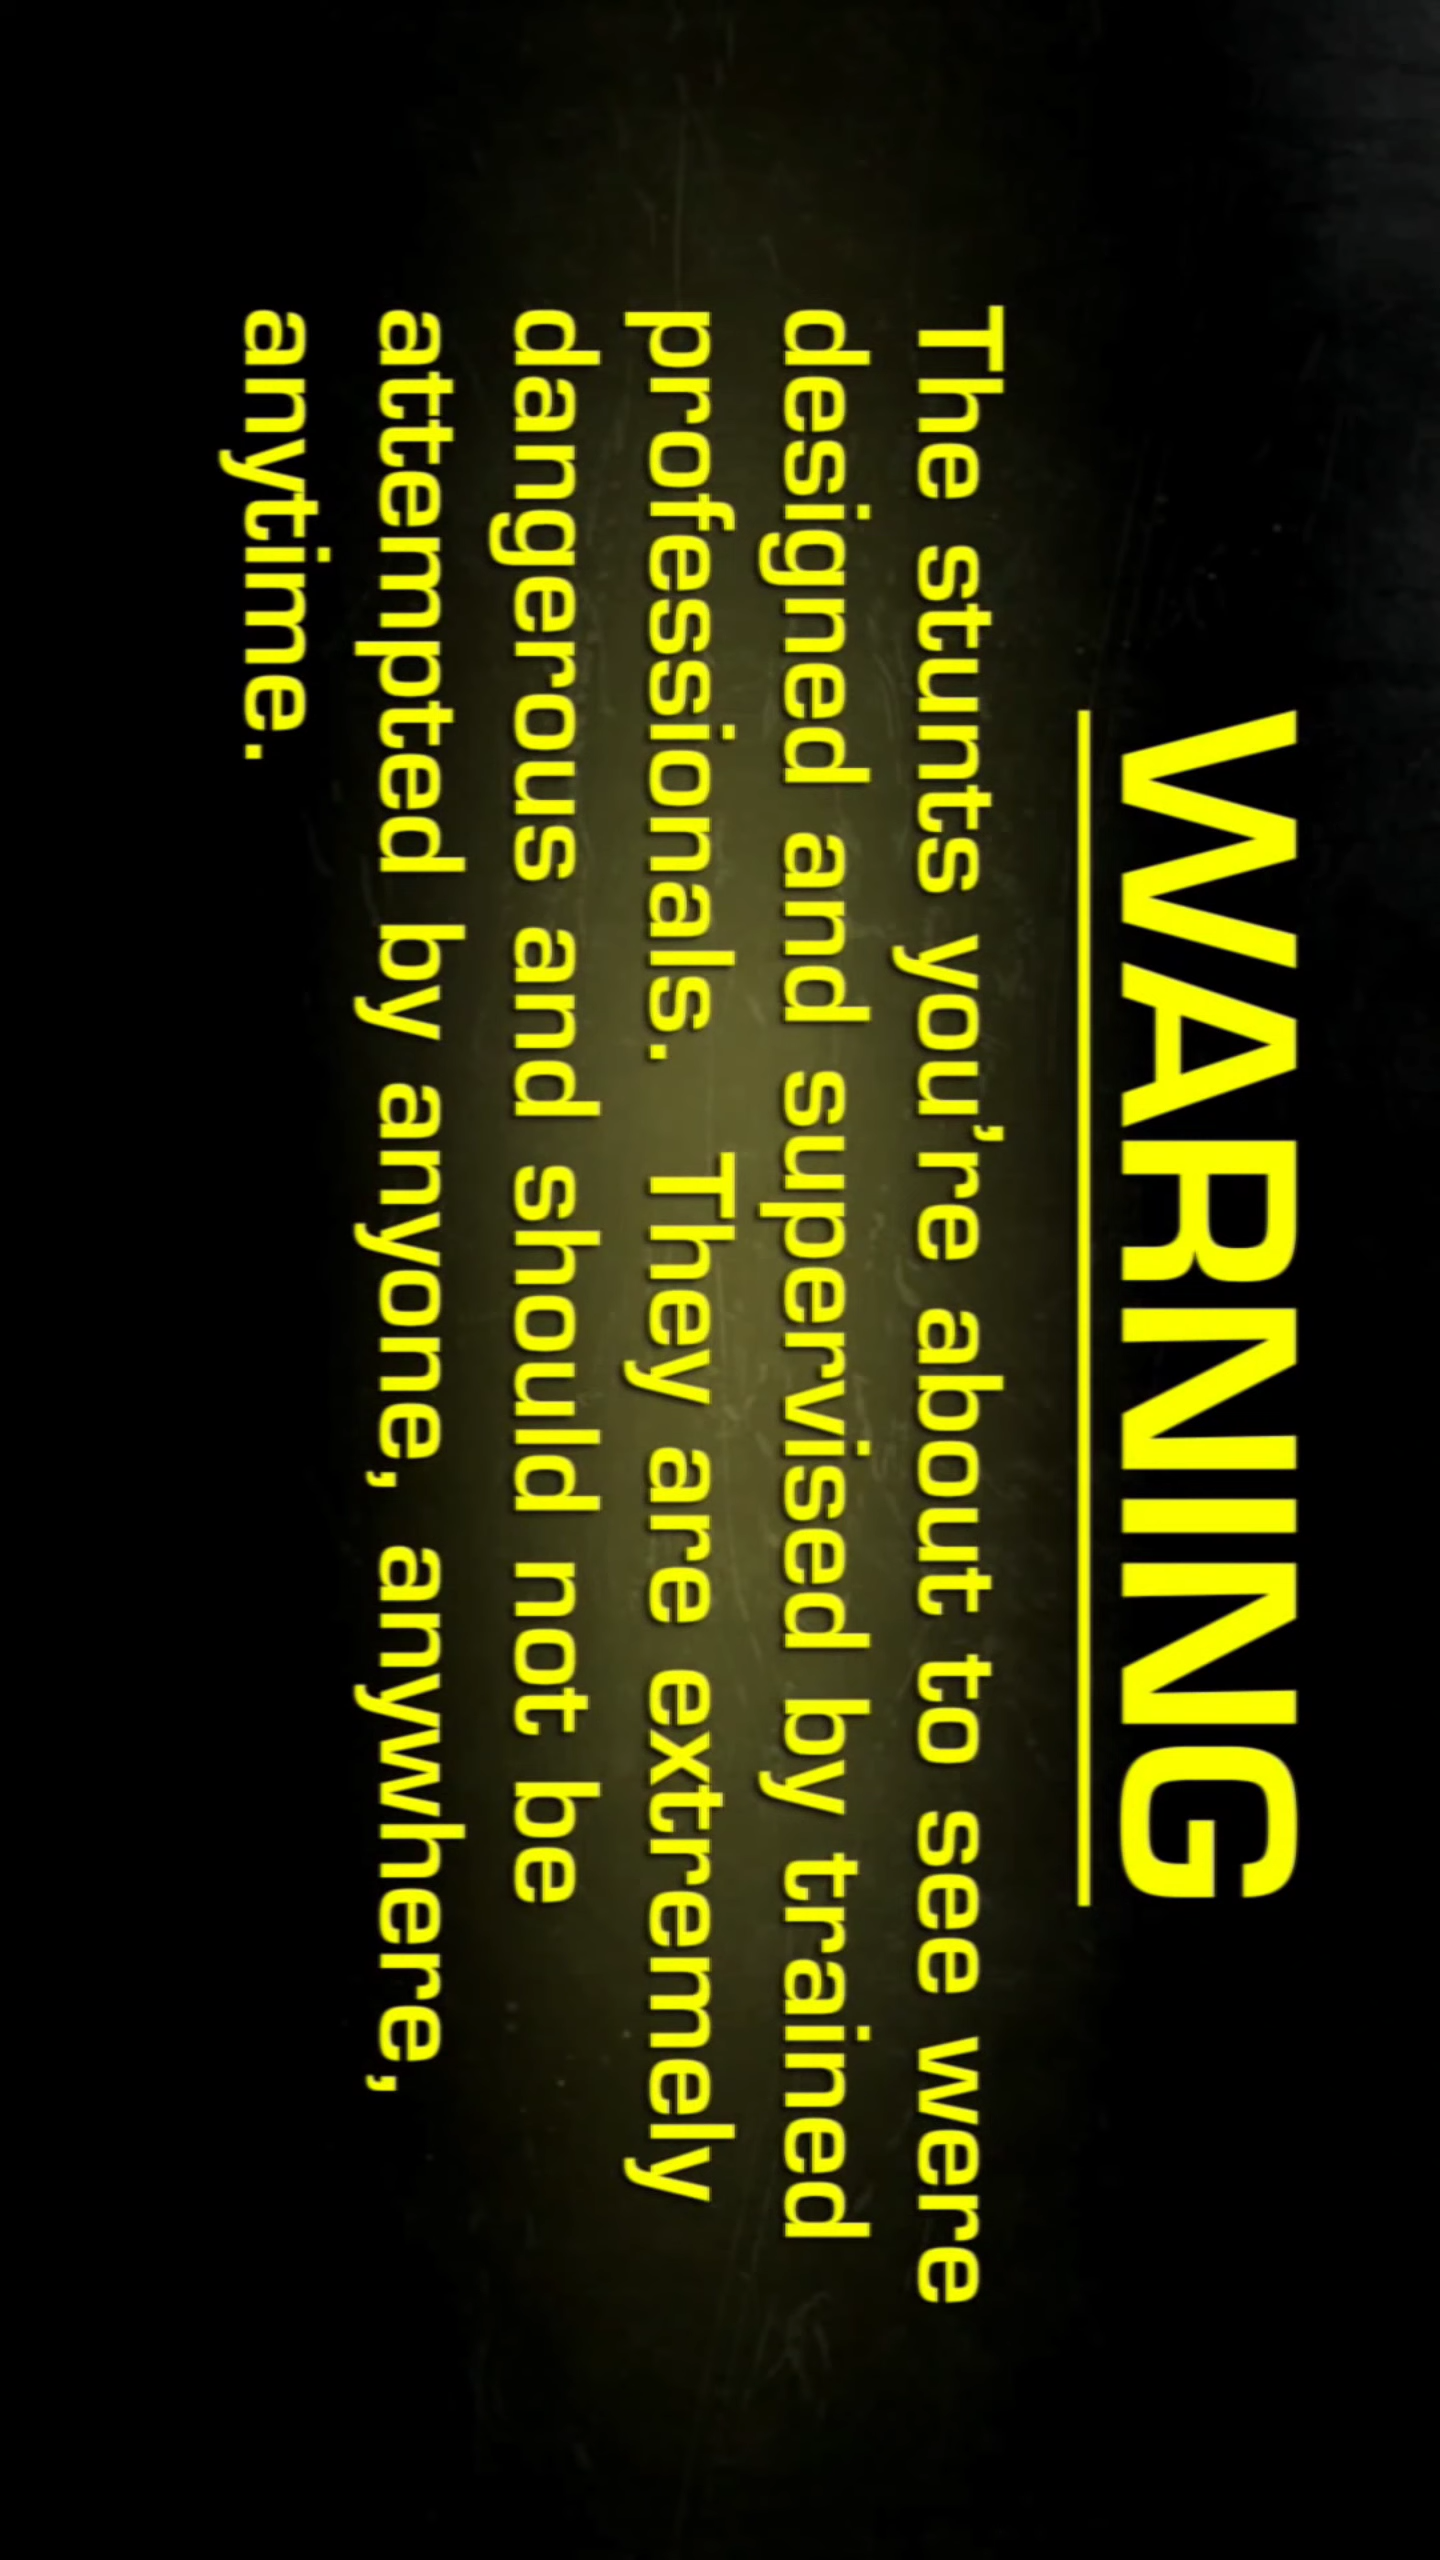 WARNING
The stunts you're about to see were
designed and supervised by trained
professionals.  They are extremely
dangerous and should not be
attempted by anyone, anywhere,
anytime.